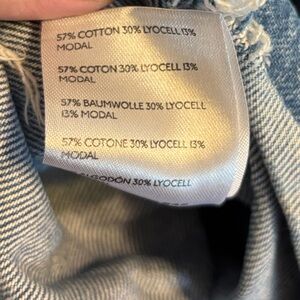 57% COTTON 30% LYOCELL 13%
MODAL
57% COTON 30% LYOCELL 13%
MODAL
57% BAUMWOLLE 30% LYOCELL
13% MODAL
57% COTONE 30% LYOCELL 13%
MODAL
ALGODÓN 30% LYOCELL